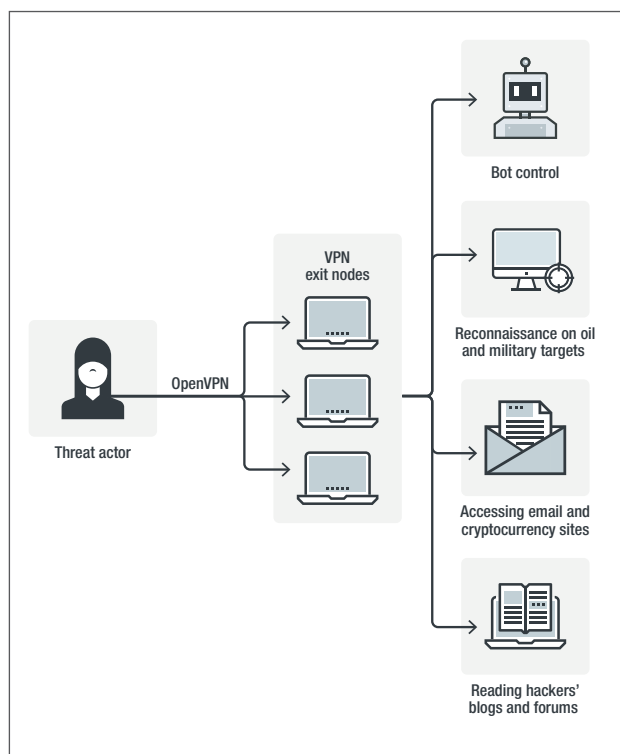 Threat actor
OpenVPN
VPN
exit nodes
Bot control
Reconnaissance on oil
and military targets
Accessing email and
cryptocurrency sites
Reading hackers’
blogs and forums